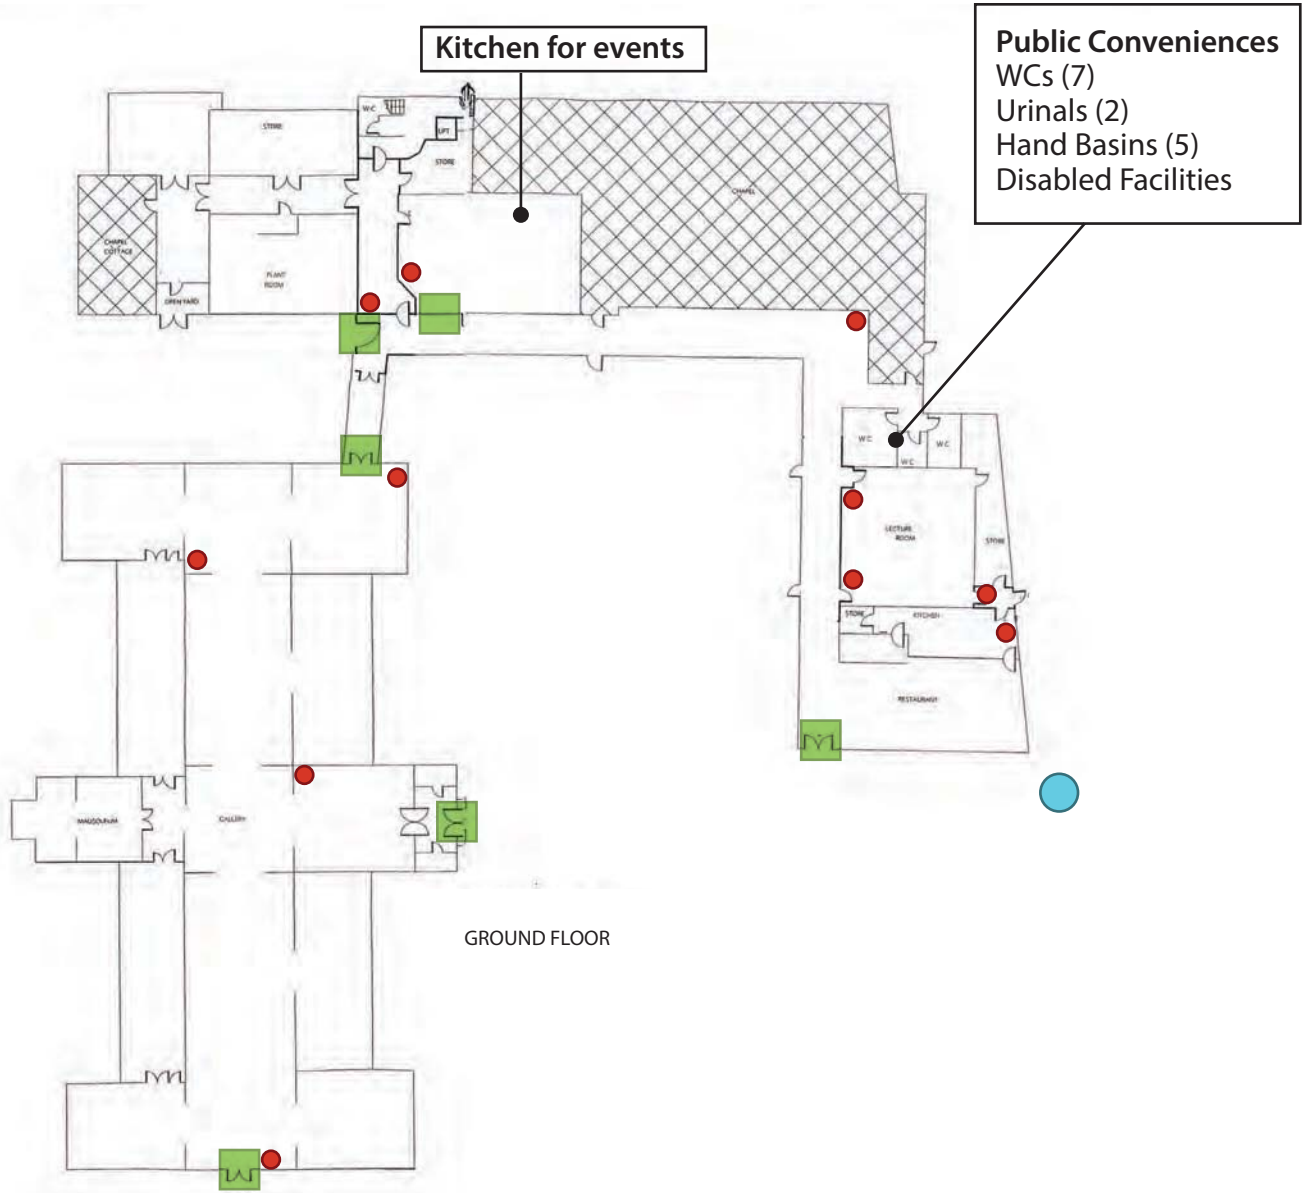 Kitchen for events
Public Conveniences
WCs (7)
Urinals (2)
Hand Basins (5)
Disabled Facilities
W·C
STORE
LIFT
STORE
CHAPEL
CHAPEL
COTTAGE
PLANT
ROOM
OPEN YARD
W C
W C
W C
LECTURE
ROOM
STORE
STORE
KITCHEN
RESTAURANT
MAUSOLEUM
GALLERY
GROUND FLOOR